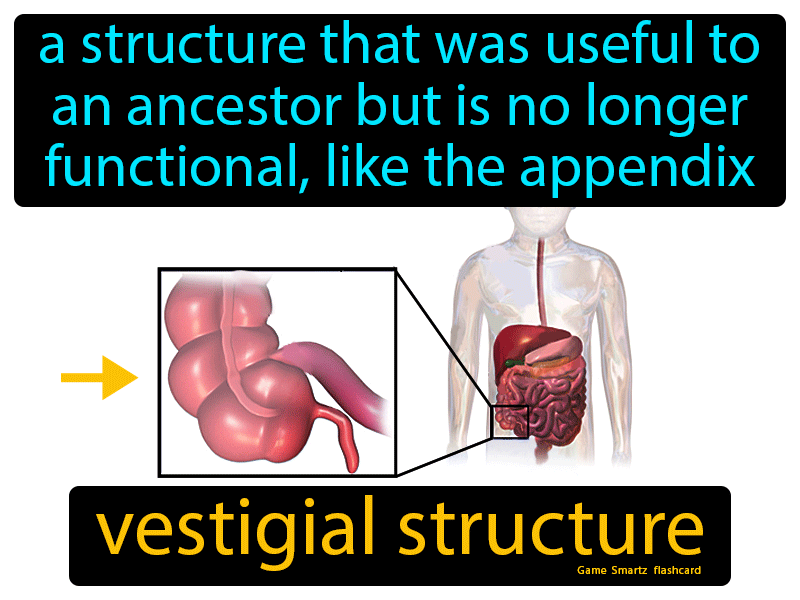 a structure that was useful to
an ancestor but is no longer
functional, like the appendix
vestigial structure
Game Smartz flashcard